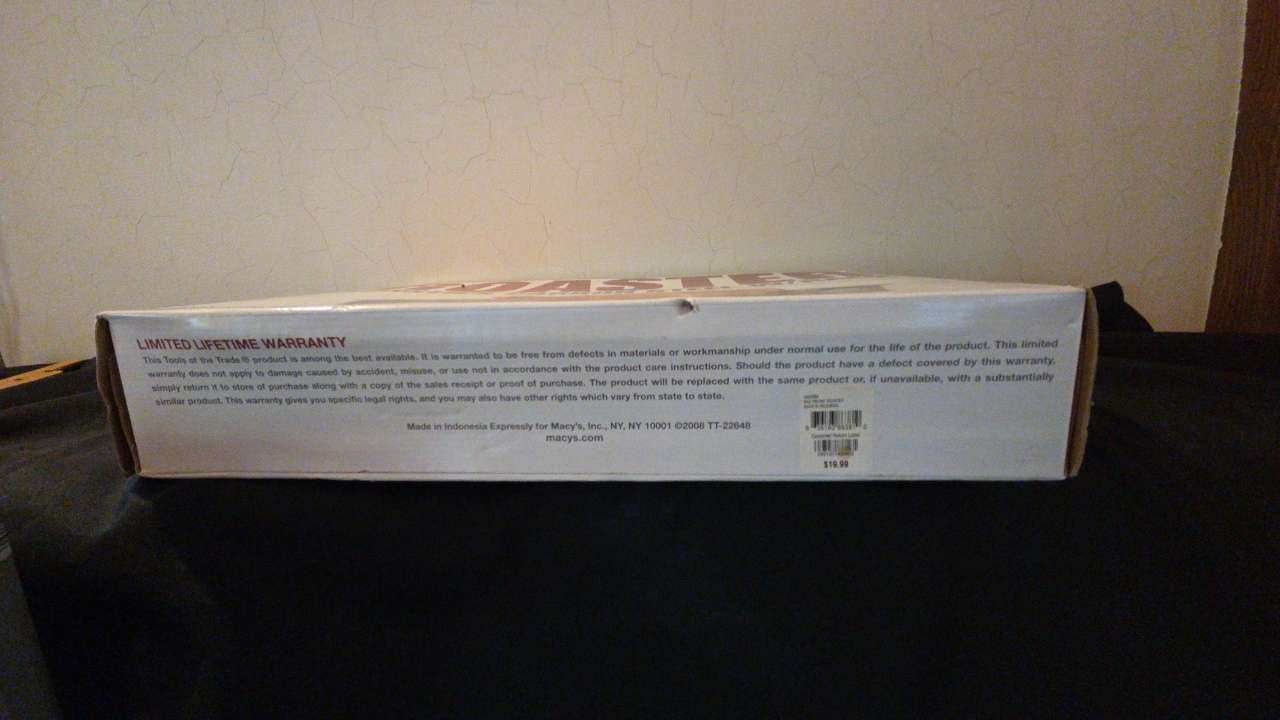 ROASTER
LIMITED LIFETIME WARRANTY
This Tools of the Trade® product is among the best available. It is warranted to be free from defects in materials or workmanship under normal use for the life of the product. This limited
warranty does not apply to damage caused by accident, misuse, or use not in accordance with the product care instructions. Should the product have a defect covered by this warranty,
simply return it to store of purchase along with a copy of the sales receipt or proof of purchase. The product will be replaced with the same product or, if unavailable, with a substantially
similar product. This warranty gives you specific legal rights, and you may also have other rights which vary from state to state.
Made in Indonesia Expressly for Macy's, Inc., NY, NY 10001 ©2008 TT-22648
macys.com
Customer Return Label
$19.99